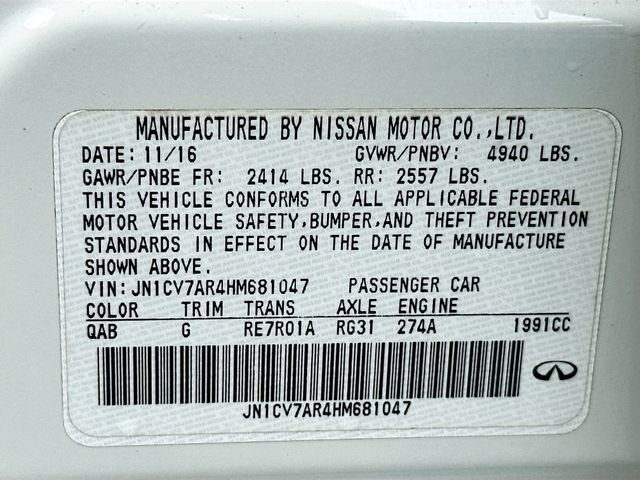 MANUFACTURED BY NISSAN MOTOR CO.,LTD.
DATE: 11/16 GVWR/PNBV: 4940 LBS.
GAWR/PNBE FR: 2414 LBS. RR: 2557 LBS.
THIS VEHICLE CONFORMS TO ALL APPLICABLE FEDERAL
MOTOR VEHICLE SAFETY,BUMPER,AND THEFT PREVENTION
STANDARDS IN EFFECT ON THE DATE OF MANUFACTURE
SHOWN ABOVE.
VIN:JN1CV7AR4HM681047 PASSENGER CAR
COLOR TRIM TRANS AXLE ENGINE
QAB G RE7R01A RG31 274A 1991CC
JN1CV7AR4HM681047